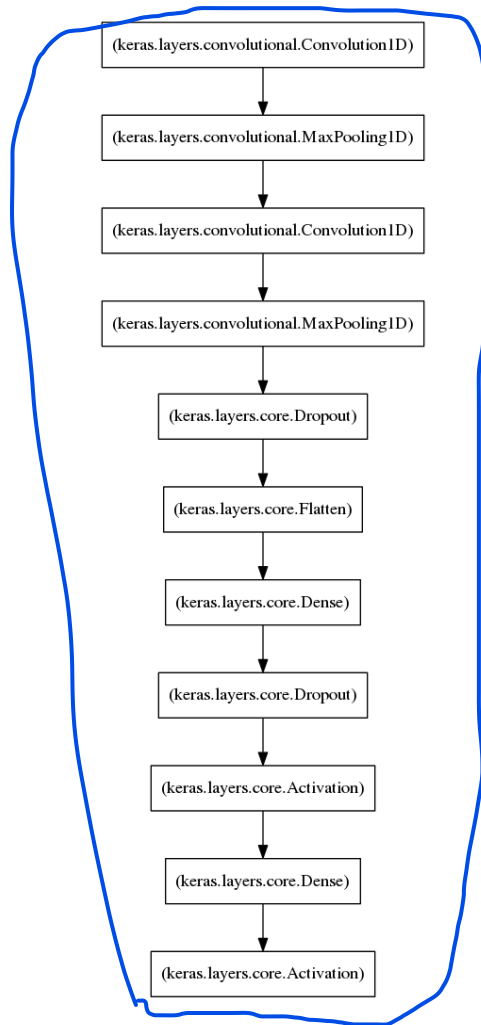 (keras.layers.convolutional.Convolution1D)
(keras.layers.convolutional.MaxPooling1D)
(keras.layers.convolutional.Convolution1D)
(keras.layers.convolutional.MaxPooling1D)
(keras.layers.core.Dropout)
(keras.layers.core.Flatten)
(keras.layers.core.Dense)
(keras.layers.core.Dropout)
(keras.layers.core.Activation)
(keras.layers.core.Dense)
(keras.layers.core.Activation)